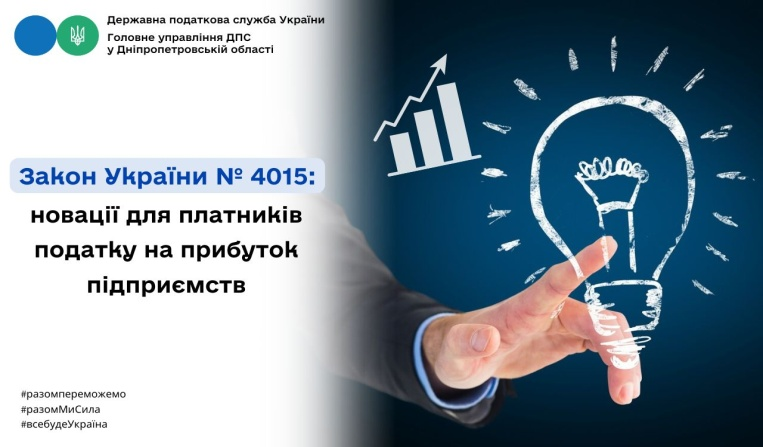 Державна податкова служба України
Головне управління ДПС
у Дніпропетровській області
Закон України № 4015:
новації для платників
податку на прибуток
підприємств
#разомпереможемо
#разомМиСила
#всебудеУкраїна